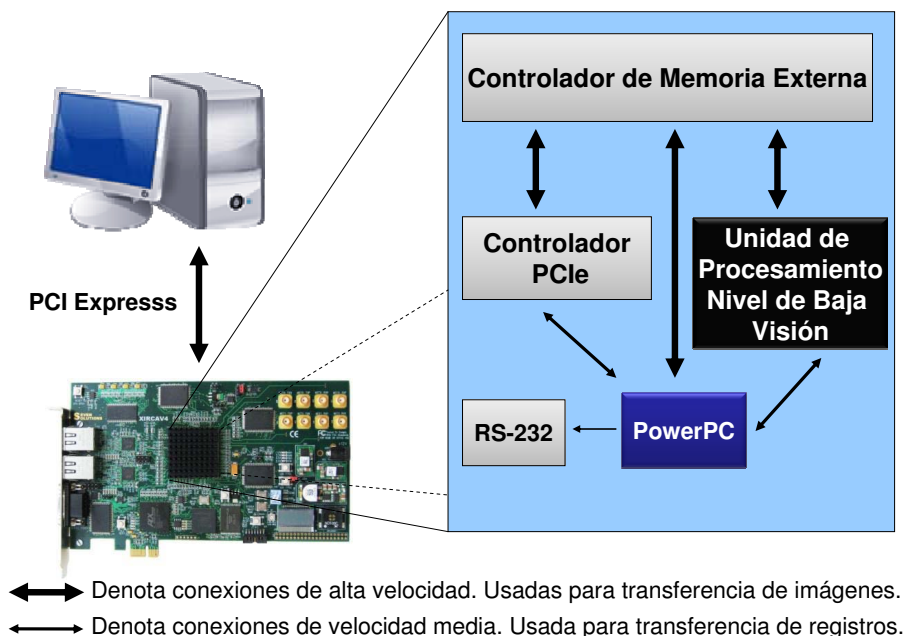 Controlador de Memoria Externa
Controlador
PCIe
Unidad de
Procesamiento
Nivel de Baja
Visión
PCI Expresss
RS-232
PowerPC
XIRCAV4
SOLUTIONS
Denota conexiones de alta velocidad. Usadas para transferencia de imágenes.
Denota conexiones de velocidad media. Usada para transferencia de registros.